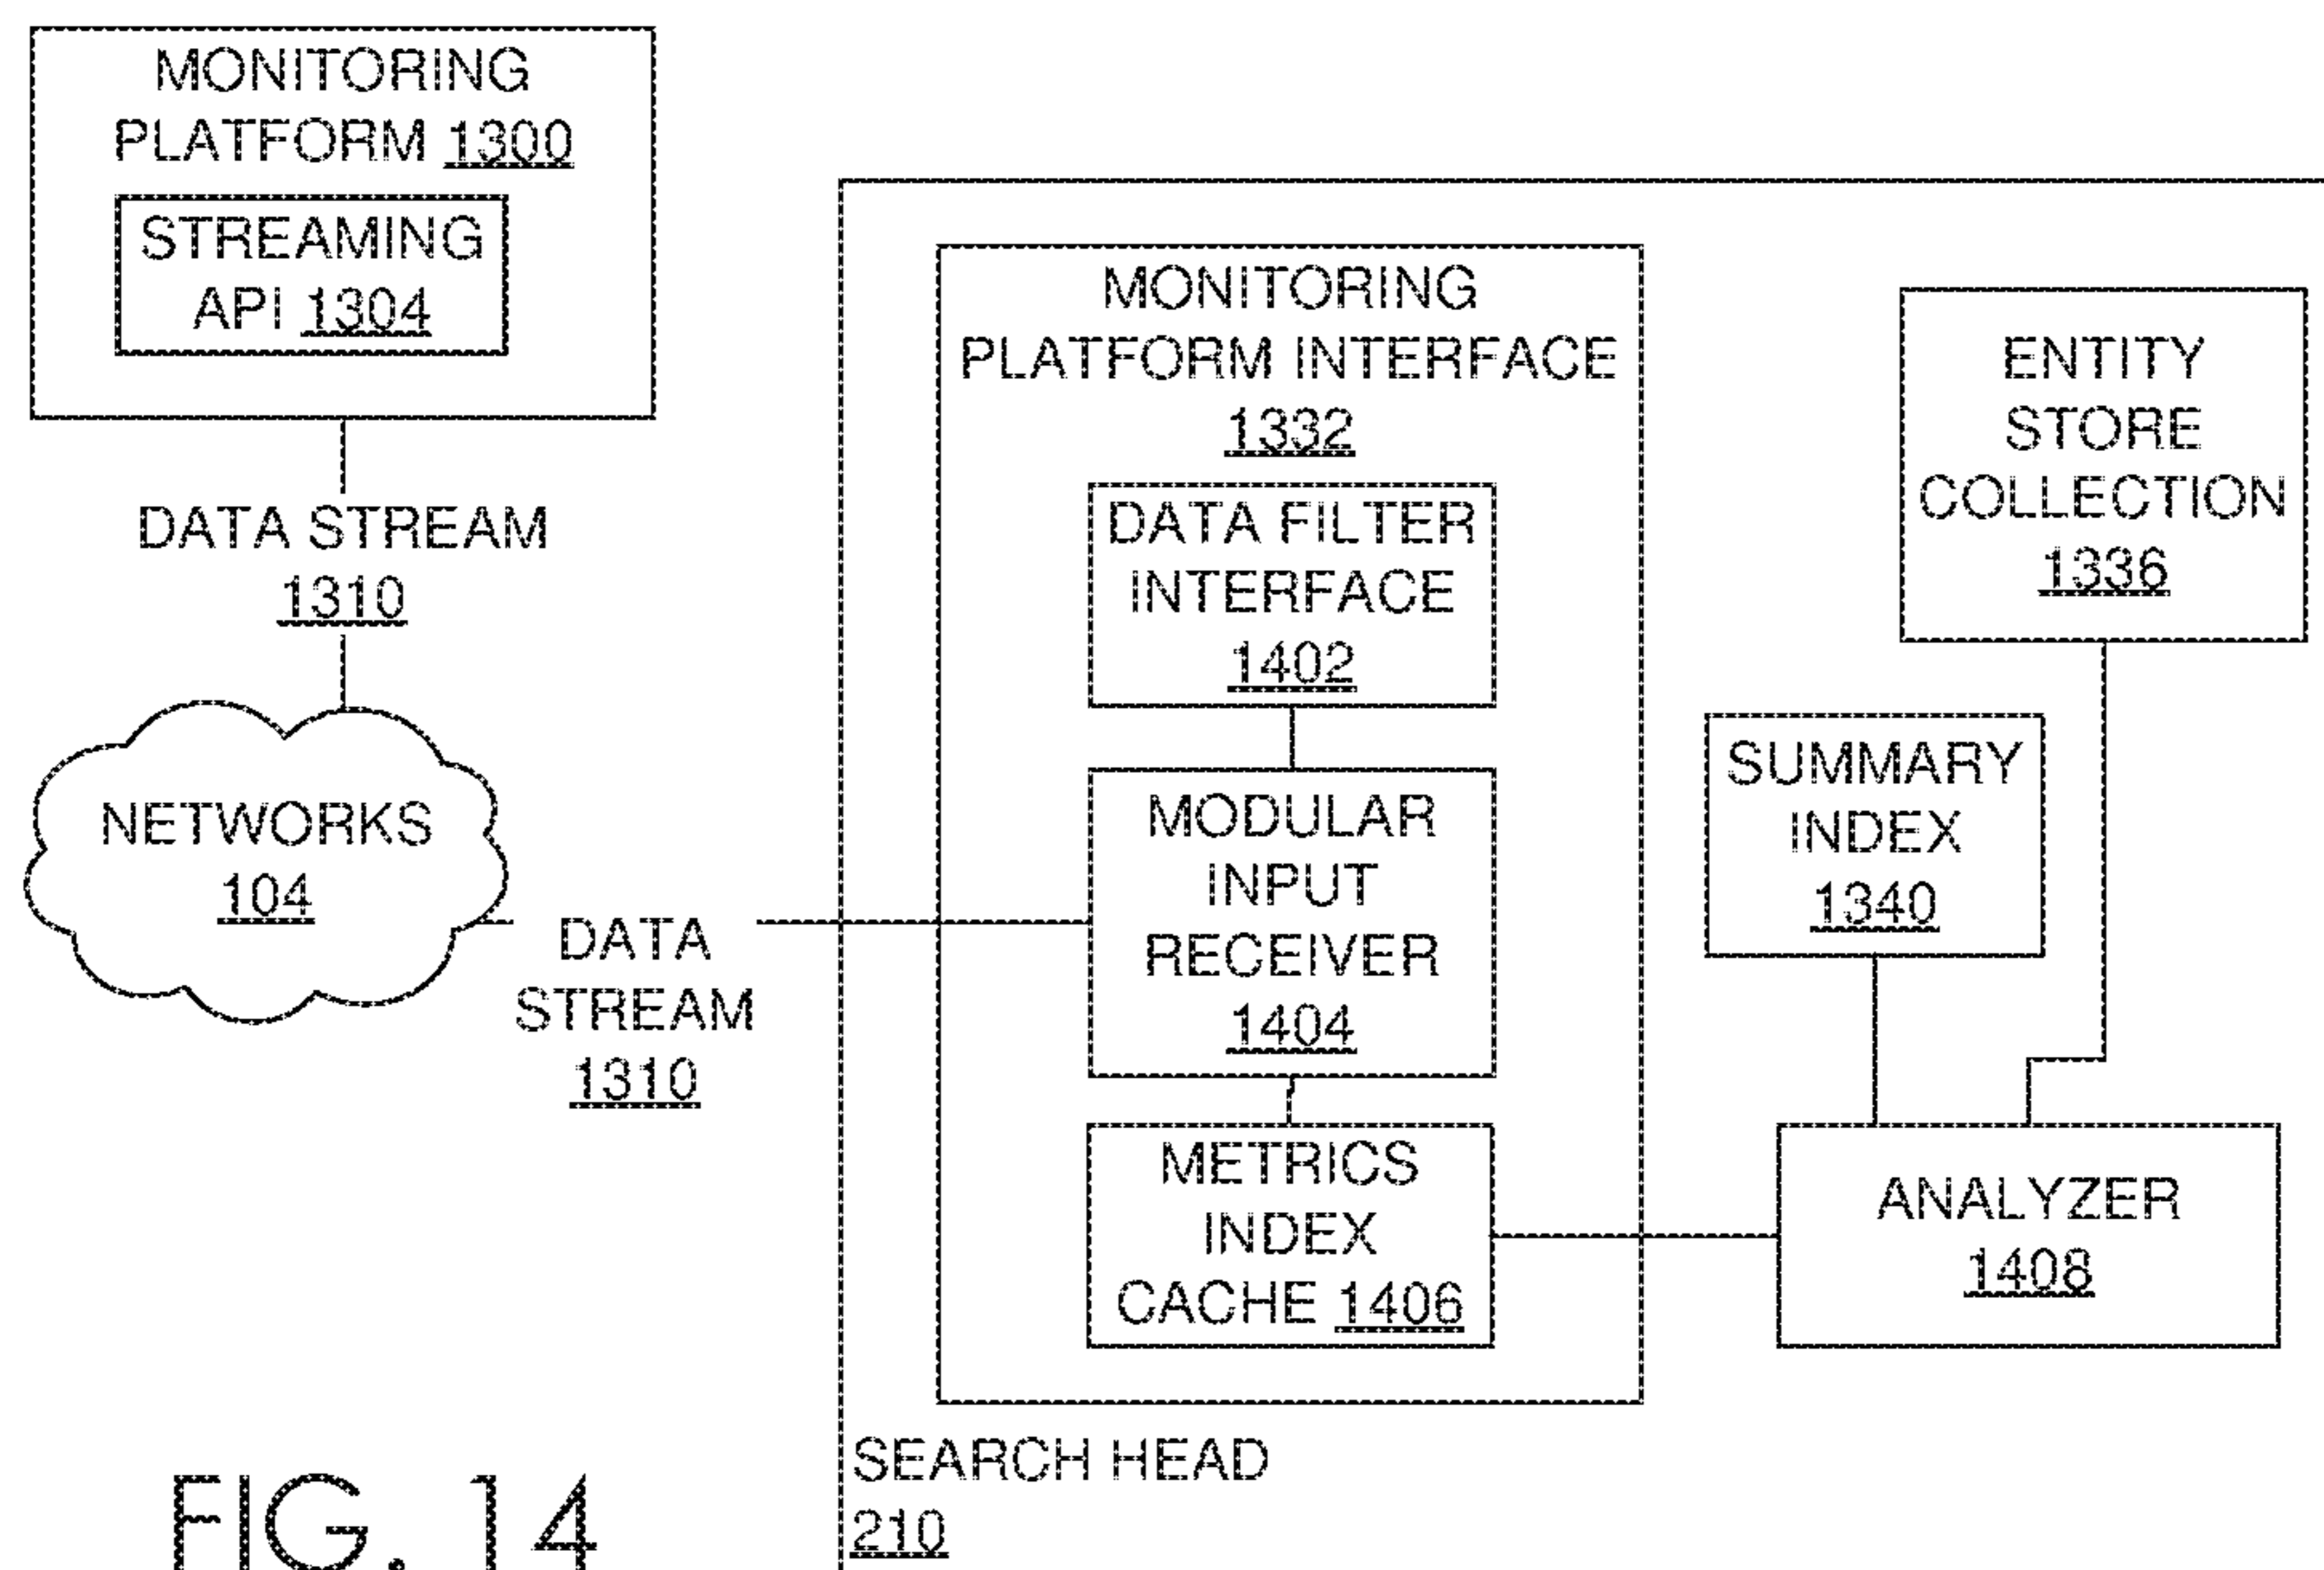 MONITORING
PLATFORM 1300
STREAMING
API 1304
DATA STREAM
1310
NETWORKS
104
DATA
STREAM
1310
MONITORING
PLATFORM INTERFACE
1332
DATA FILTER
INTERFACE
1402
MODULAR
INPUT
RECEIVER
1404
METRICS
INDEX
CACHE 1406
ENTITY
STORE
COLLECTION
1336
SUMMARY
INDEX
1340
ANALYZER
1408
SEARCH HEAD
210
FIG. 14